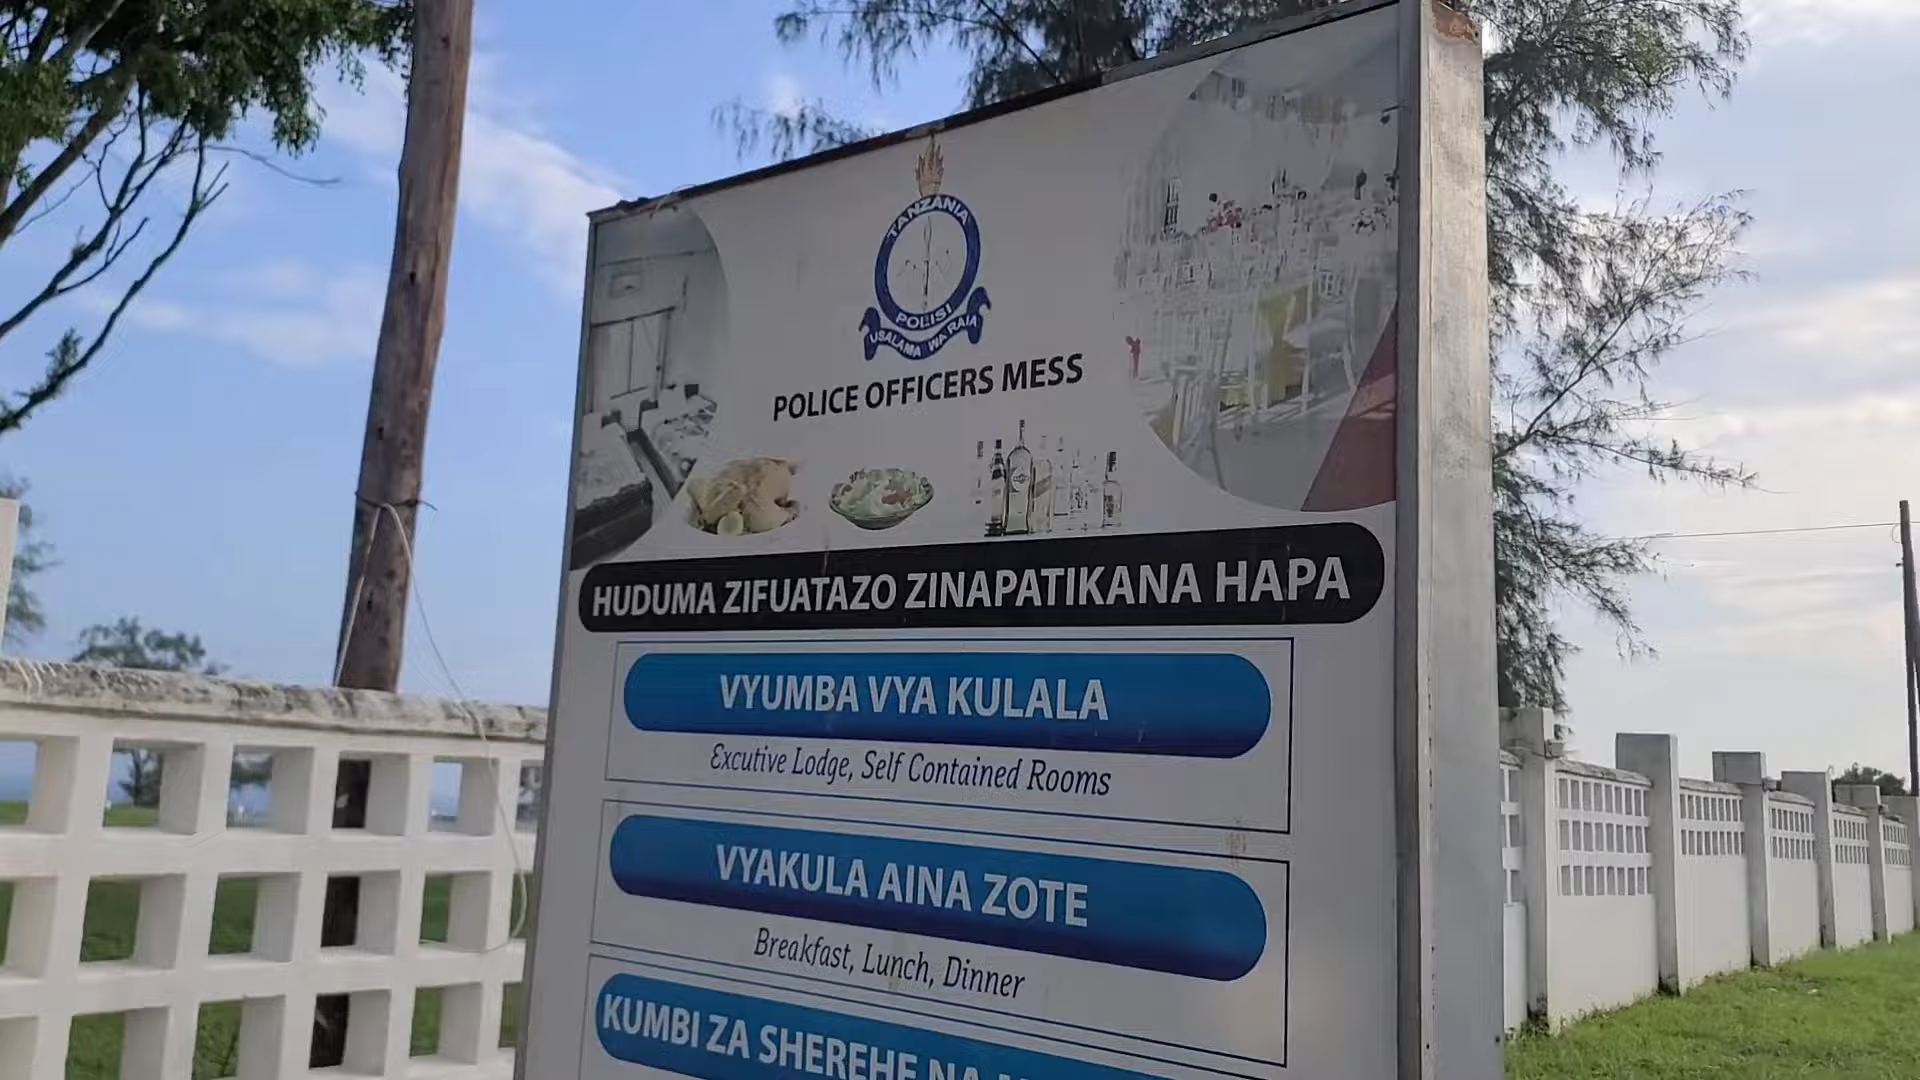 TANZANIA
POLISI
USALAMA WA RAIA
POLICE OFFICERS MESS
HUDUMA ZIFUATAZO ZINAPATIKANA HAPA
VYUMBA VYA KULALA
Excutive Lodge, Self Contained Rooms
VYAKULA AINA ZOTE
Breakfast, Lunch, Dinner
KUMBI ZA SHEREHE NA